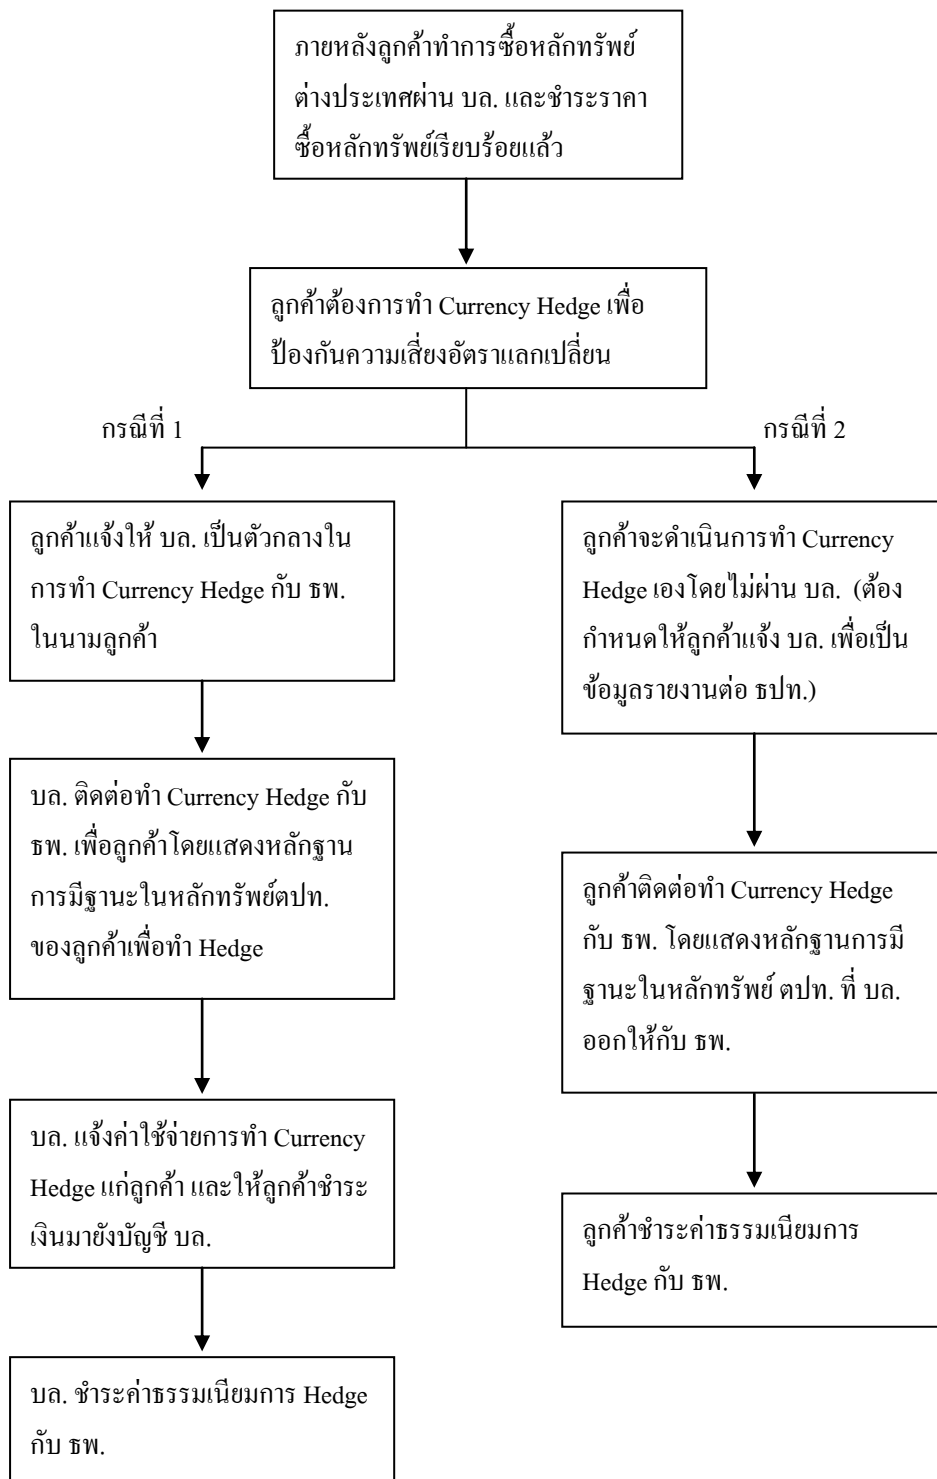 ภายหลังลูกค้าทำการซื้อหลักทรัพย์
ต่างประเทศผ่าน บล. และชำระราคา
ซื้อหลักทรัพย์เรียบร้อยแล้ว
ลูกค้าต้องการทำ Currency Hedge เพื่อ
ป้องกันความเสี่ยงอัตราแลกเปลี่ยน
กรณีที่ 1
ลูกค้าแจ้งให้ บล. เป็นตัวกลางใน
การทำ Currency Hedge กับ ธพ.
ในนามลูกค้า
บล. ติดต่อทำ Currency Hedge กับ
ธพ. เพื่อลูกค้าโดยแสดงหลักฐาน
การมีฐานะในหลักทรัพย์ตปท.
ของลูกค้าเพื่อทำ Hedge
บล. แจ้งค่าใช้จ่ายการทำ Currency
Hedge แก่ลูกค้า และให้ลูกค้าชำระ
เงินมายังบัญชี บล.
บล. ชำระค่าธรรมเนียมการ Hedge
กับ ธพ.
กรณีที่ 2
ลูกค้าจะดำเนินการทำ Currency
Hedge เองโดยไม่ผ่าน บล. (ต้อง
กำหนดให้ลูกค้าแจ้ง บล. เพื่อเป็น
ข้อมูลรายงานต่อ ธปท.)
ลูกค้าติดต่อทำ Currency Hedge
กับ ธพ. โดยแสดงหลักฐานการมี
ฐานะในหลักทรัพย์ ตปท. ที่ บล.
ออกให้กับ ธพ.
ลูกค้าชำระค่าธรรมเนียมการ
Hedge กับ ธพ.